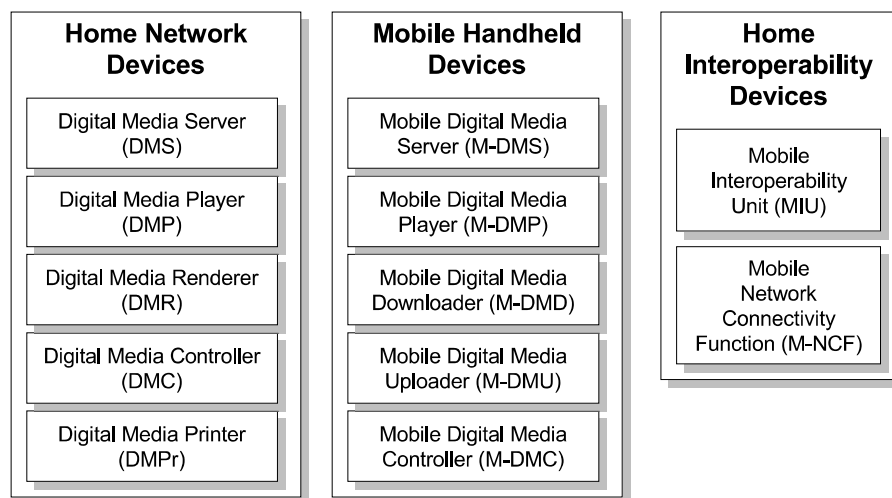 Home Network
Devices
Digital Media Server
(DMS)
Digital Media Player
(DMP)
Digital Media Renderer
(DMR)
Digital Media Controller
(DMC)
Digital Media Printer
(DMPr)
Mobile Handheld
Devices
Mobile Digital Media
Server (M-DMS)
Mobile Digital Media
Player (M-DMP)
Mobile Digital Media
Downloader (M-DMD)
Mobile Digital Media
Uploader (M-DMU)
Mobile Digital Media
Controller (M-DMC)
Home
Interoperability
Devices
Mobile
Interoperability
Unit (MIU)
Mobile
Network
Connectivity
Function (M-NCF)